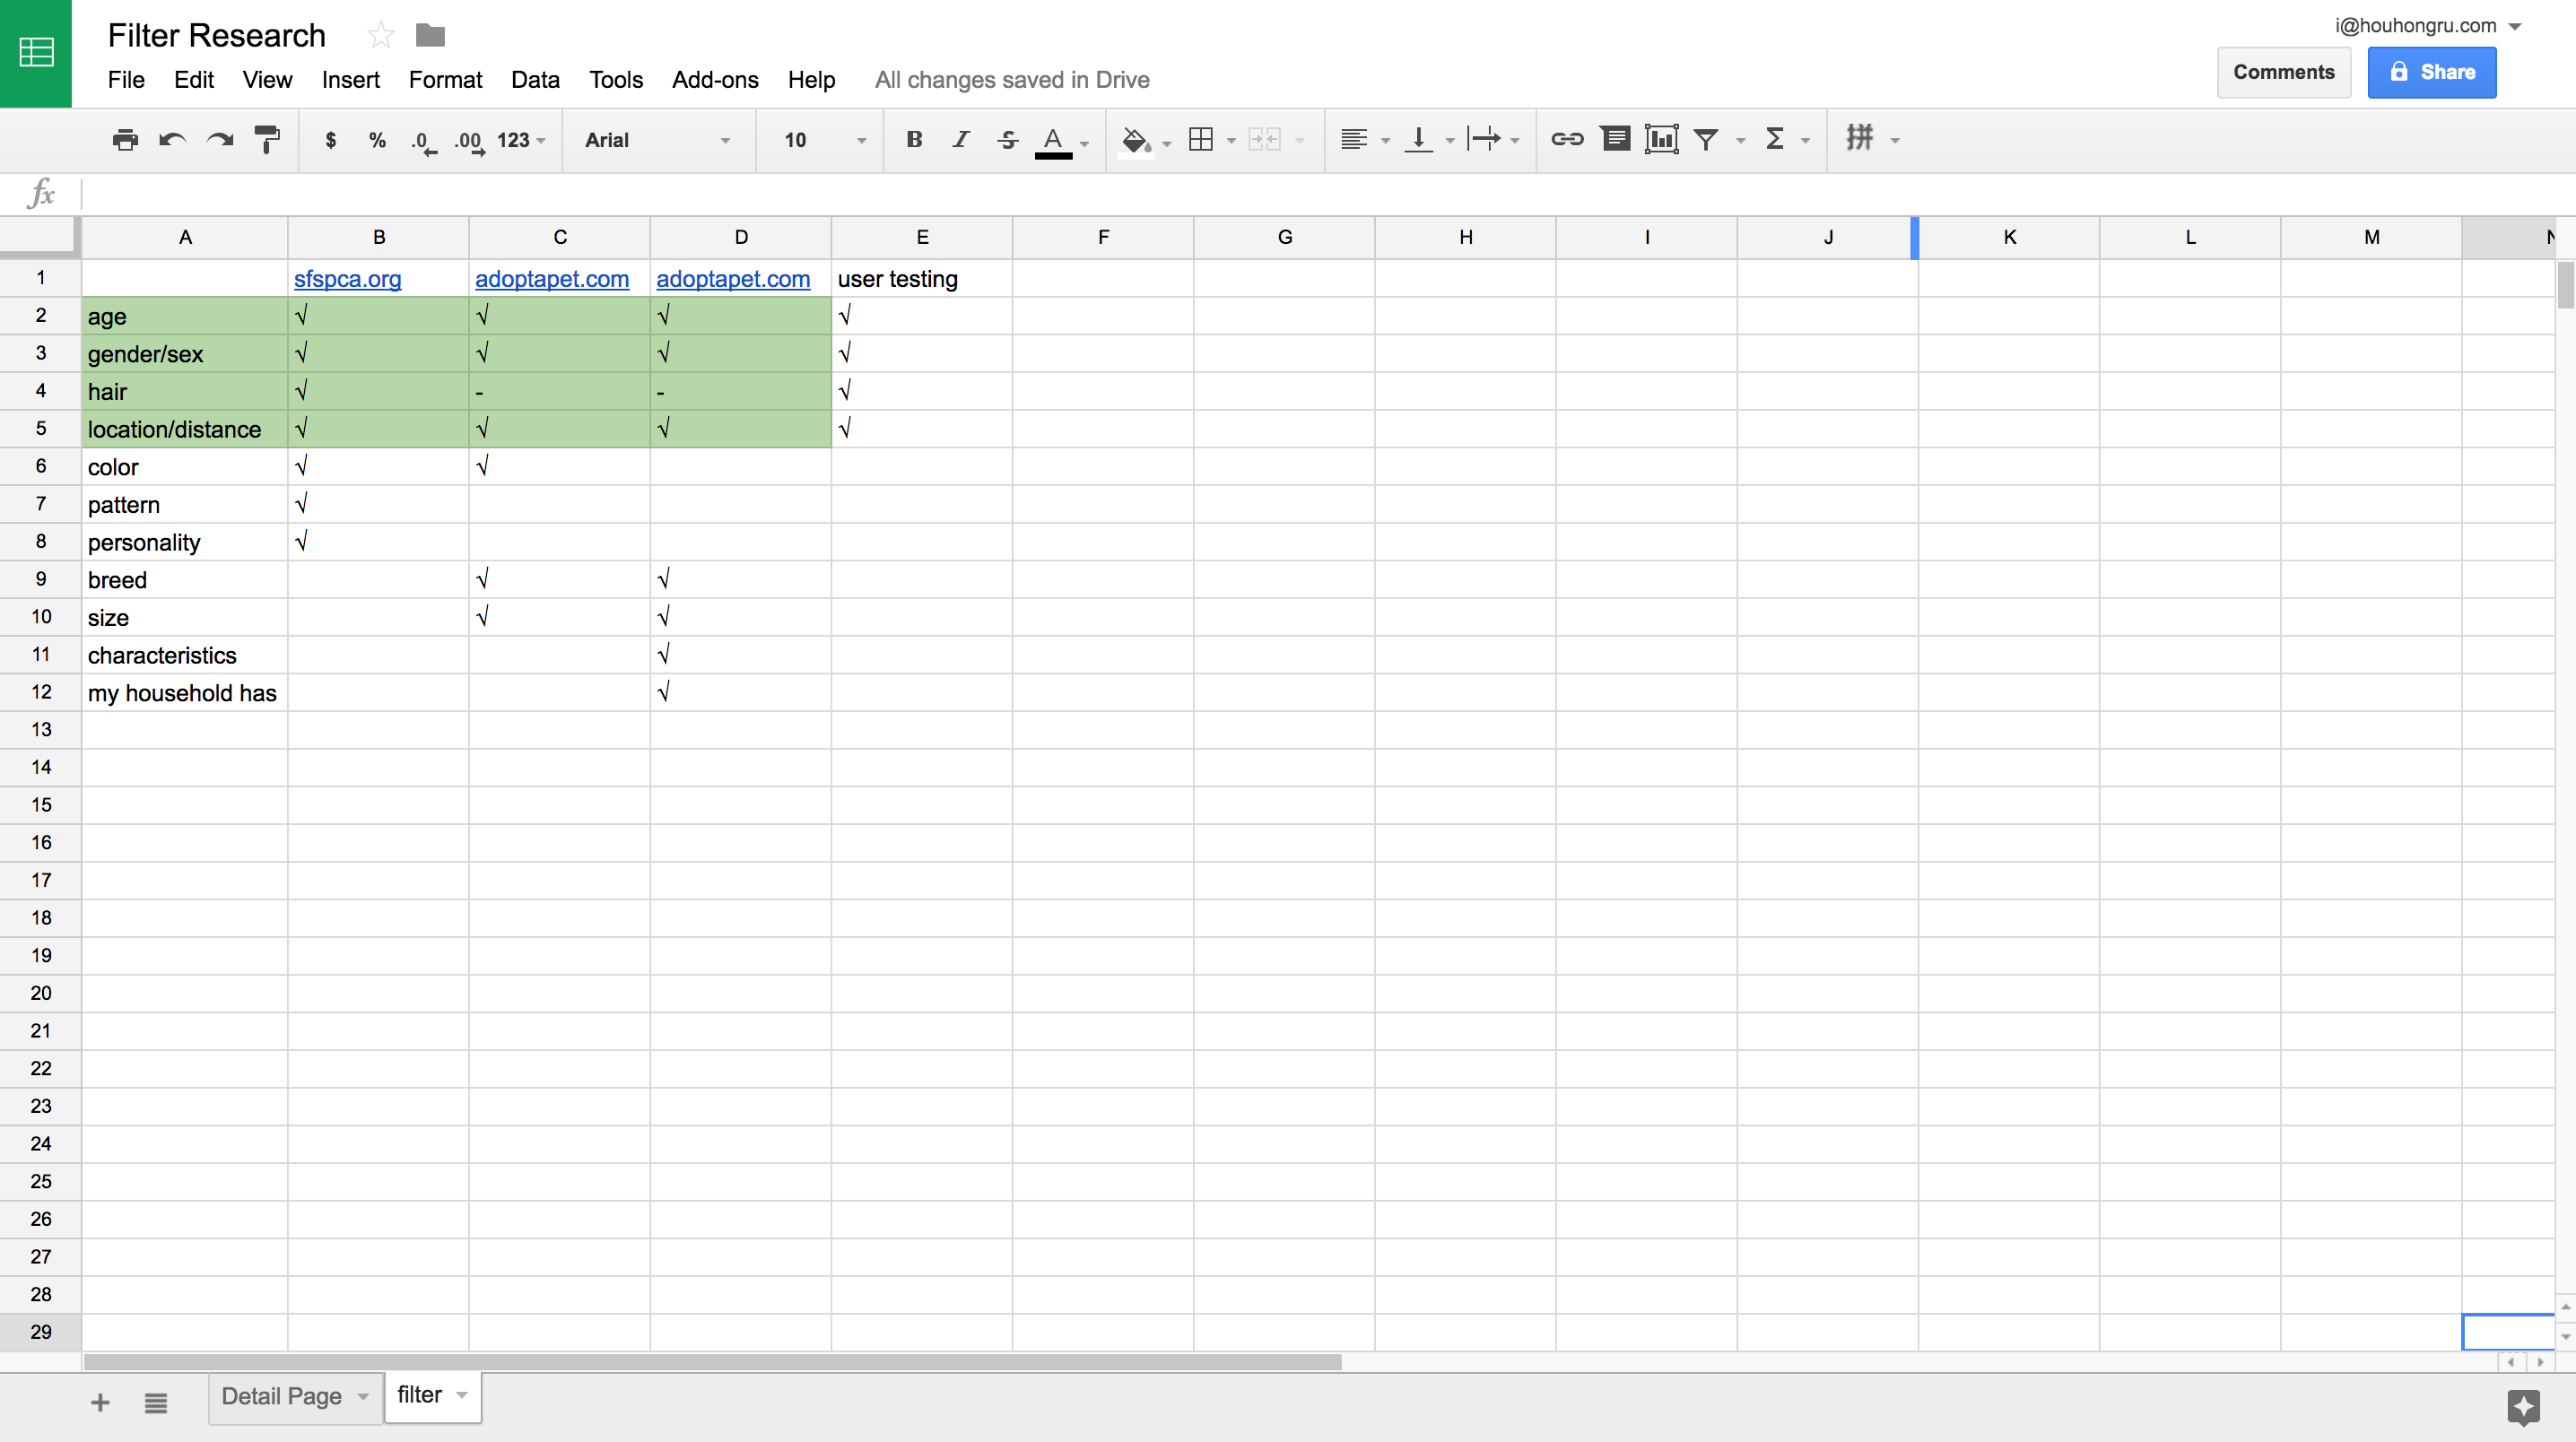 Filter Research
i@houhongru.com
File Edit View Insert Format Data Tools Add-ons Help All changes saved in Drive
Comments Share
$ % .0 .00 123 Arial 10 B I S A Σ 拼
fx
A B C D E F G H I J K L M N
1 sfspca.org adoptapet.com adoptapet.com user testing
2 age √ √ √ √
3 gender/sex √ √ √ √
4 hair √ - - √
5 location/distance √ √ √ √
6 color √ √
7 pattern √
8 personality √
9 breed √ √
10 size √ √
11 characteristics √
12 my household has √
13
14
15
16
17
18
19
20
21
22
23
24
25
26
27
28
29
+ Detail Page filter